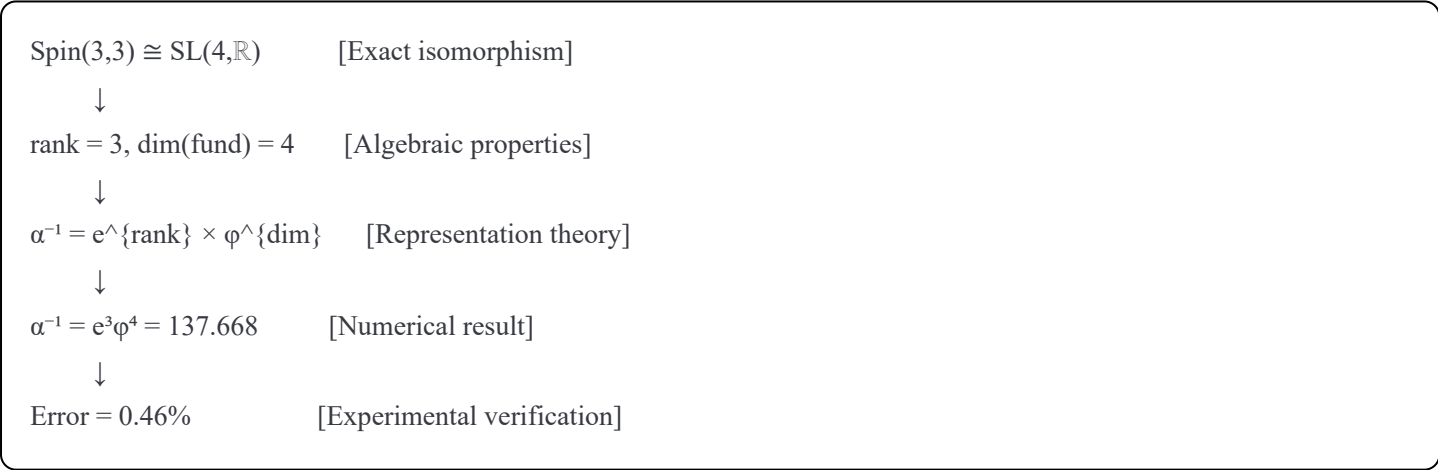 Spin(3,3) ≅ SL(4,ℝ) [Exact isomorphism]
↓
rank = 3, dim(fund) = 4 [Algebraic properties]
↓
α⁻¹ = e^{rank} × φ^{dim} [Representation theory]
↓
α⁻¹ = e³φ⁴ = 137.668 [Numerical result]
↓
Error = 0.46% [Experimental verification]